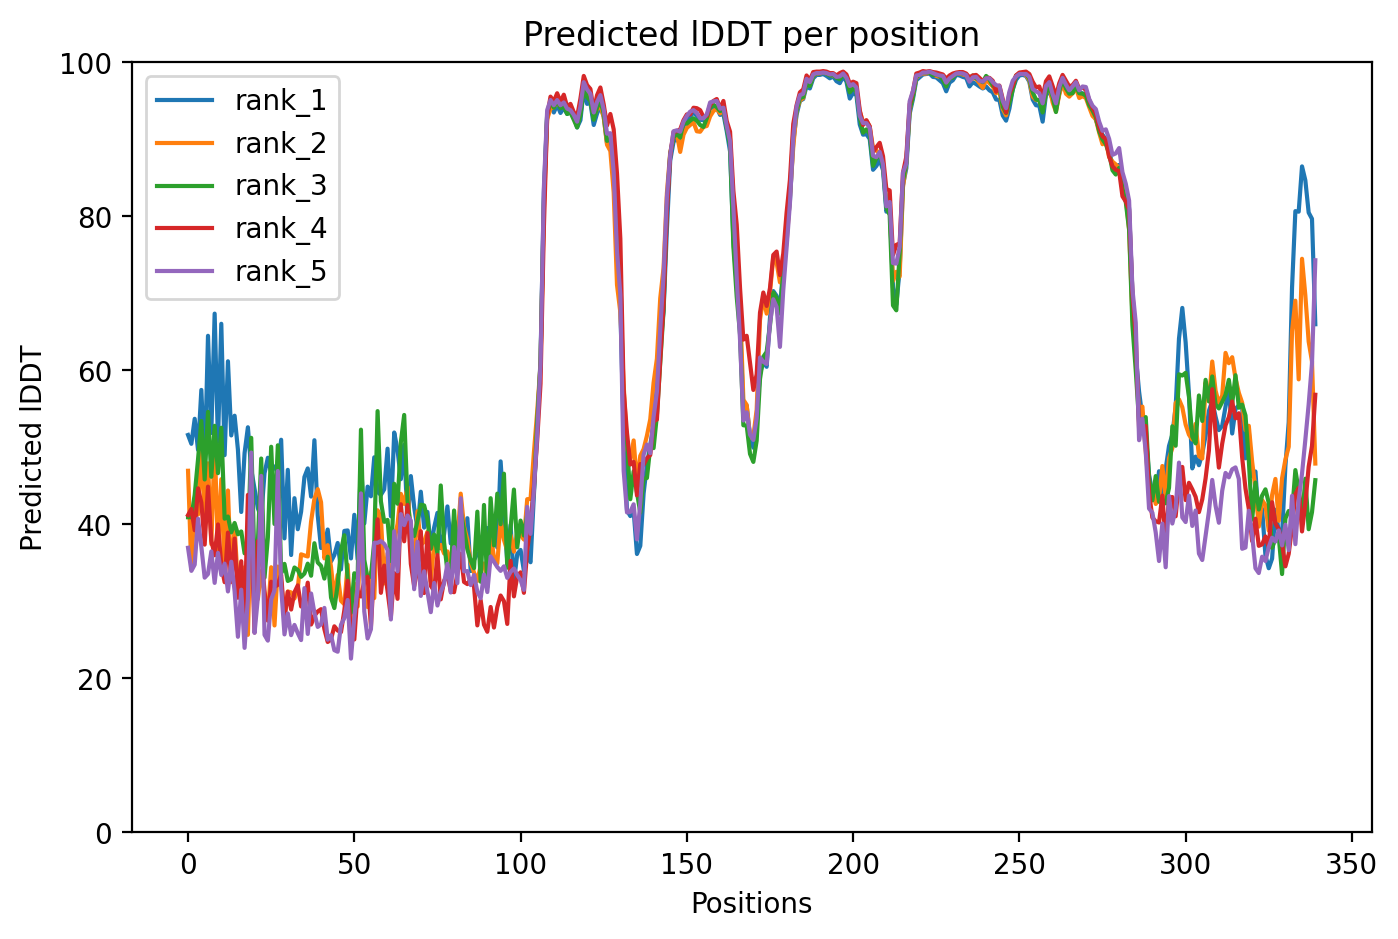 Predicted lDDT per position
100
80
60
40
20
0
Predicted lDDT
rank_1
rank_2
rank_3
rank_4
rank_5
0 50 100 150 200 250 300 350
Positions